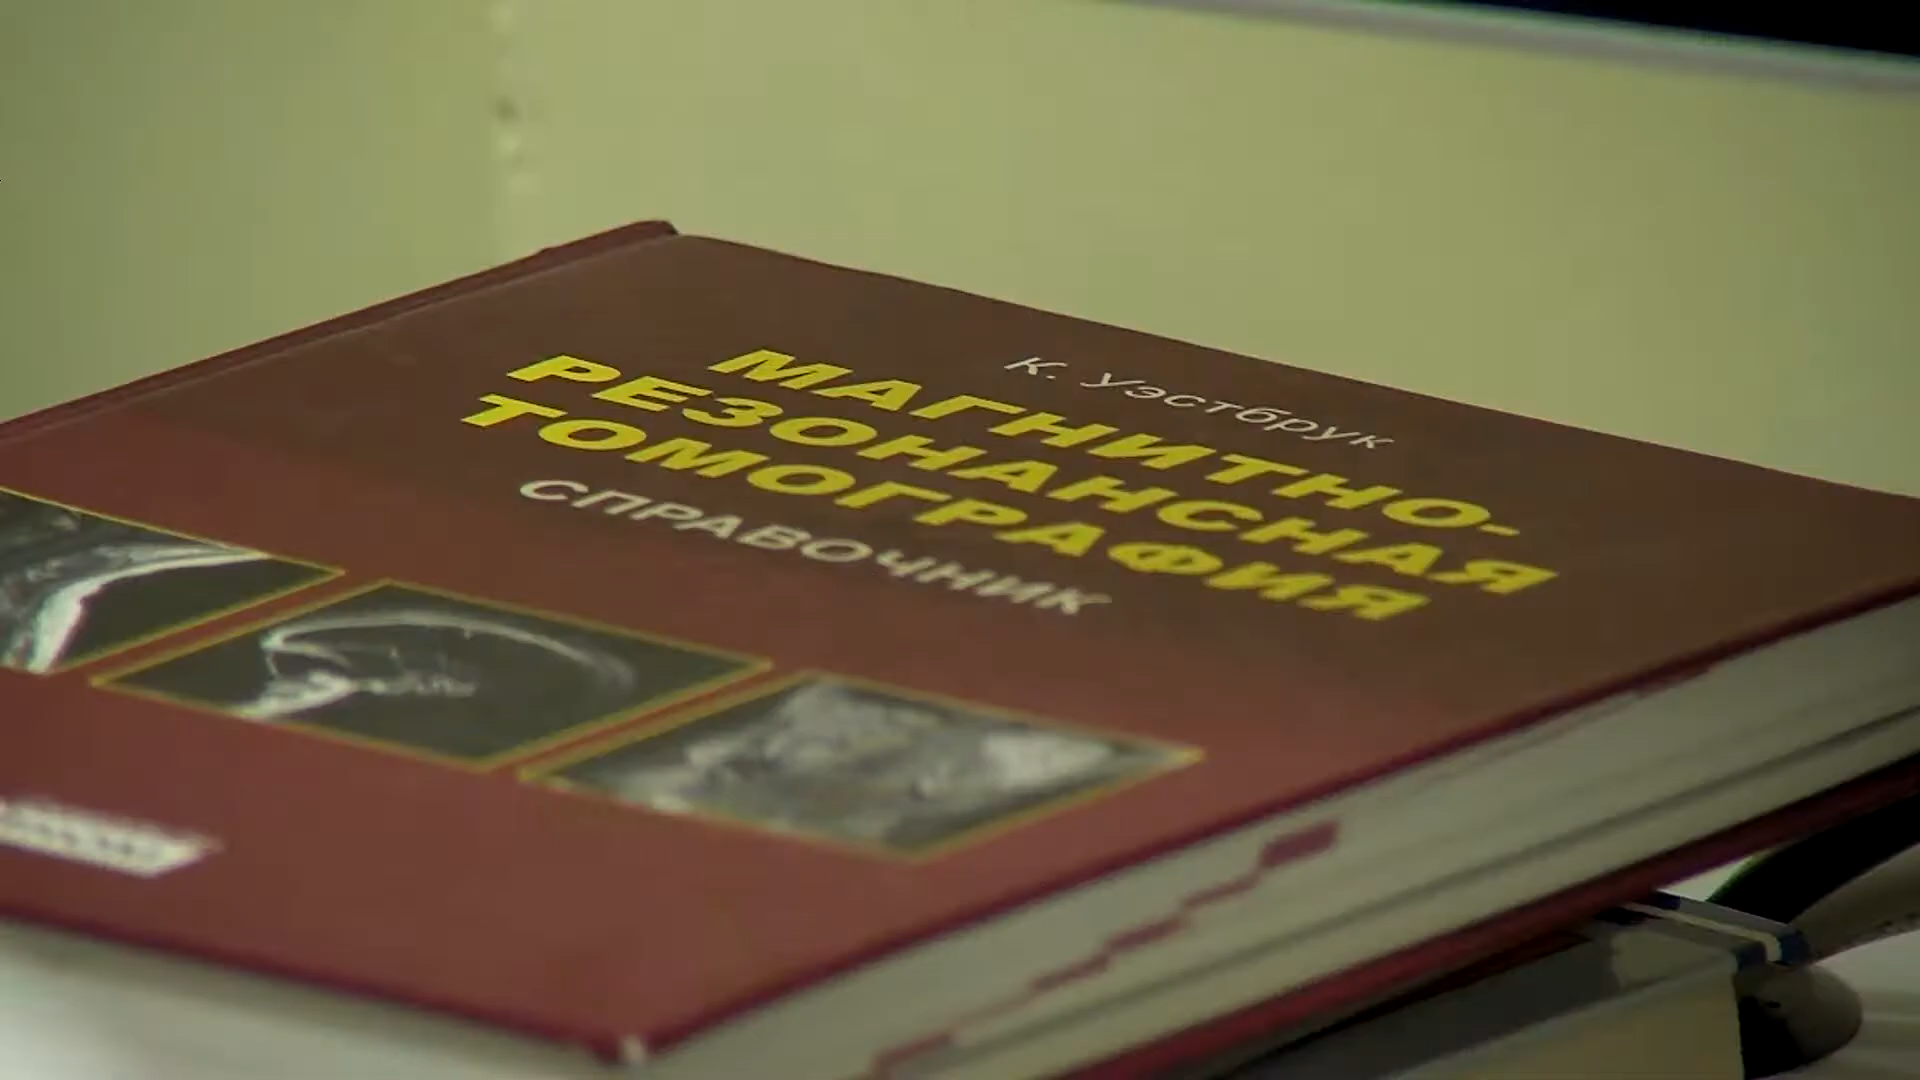 К. Уэстбрук
МАГНИТНО-
РЕЗОНАНСНАЯ
ТОМОГРАФИЯ
СПРАВОЧНИК